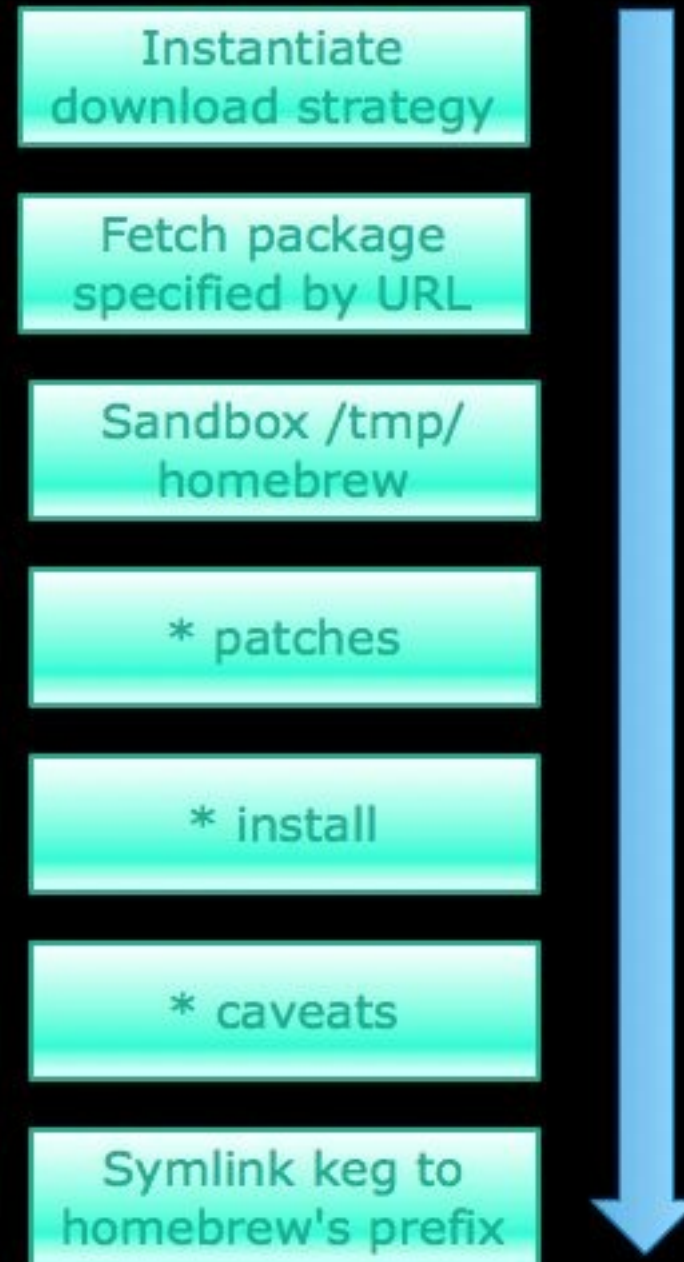 Instantiate
download strategy
Fetch package
specified by URL
Sandbox /tmp/
homebrew
* patches
* install
* caveats
Symlink keg to
homebrew's prefix